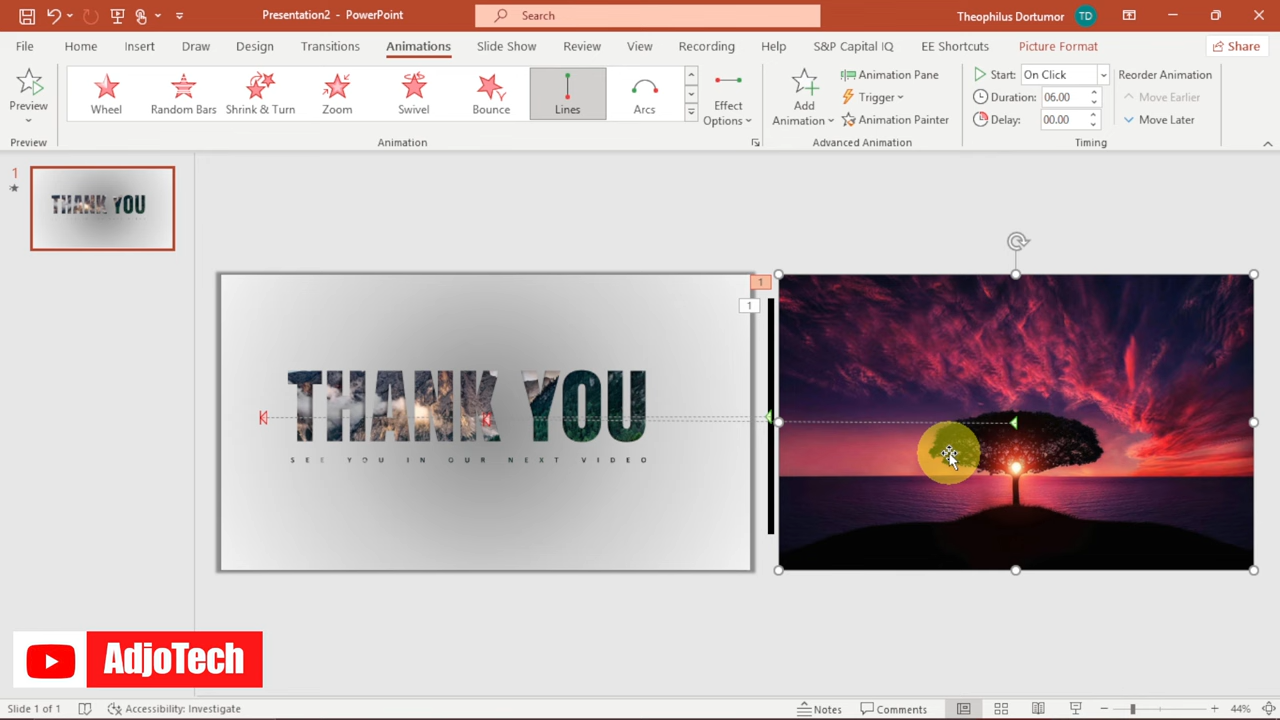 Presentation2 - PowerPoint
Search
Theophilus Dortumor TD
File Home Insert Draw Design Transitions Animations Slide Show Review View Recording Help S&P Capital IQ EE Shortcuts Picture Format Share
Preview
Wheel Random Bars Shrink & Turn Zoom Swivel Bounce Lines Arcs
Effect Options
Add Animation
Animation Pane
Trigger
Animation Painter
Start: On Click
Duration: 06.00
Delay: 00.00
Reorder Animation
Move Earlier
Move Later
Preview Animation Advanced Animation Timing
1
THANK YOU
1
1
THANK YOU
SEE YOU IN OUR NEXT VIDEO
AdjoTech
Slide 1 of 1 Accessibility: Investigate Notes Comments 44%